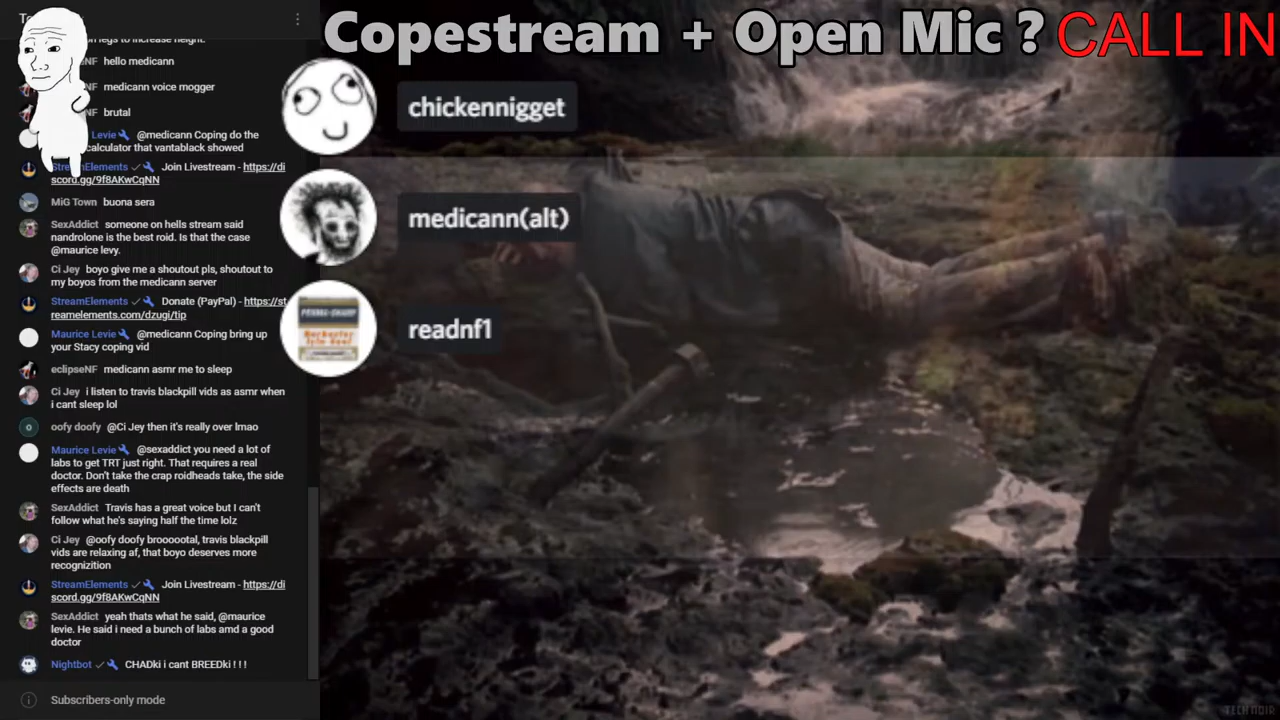 Copestream + Open Mic ? CALL IN
chickennigget
medicann(alt)
readnf1
legs to increase height.
NF hello medicann
NF medicann voice mogger
NF brutal
Levie @medicann Coping do the
calculator that vantablack showed
StreamElements Join Livestream - https://di
scord.gg/9f8AKwCqNN
MiG Town buona sera
SexAddict someone on hells stream said
nandrolone is the best roid. Is that the case
@maurice levy.
Ci Jey boyo give me a shoutout pls, shoutout to
my boyos from the medicann server
StreamElements Donate (PayPal) - https://st
reamelements.com/dzugi/tip
Maurice Levie @medicann Coping bring up
your Stacy coping vid
eclipseNF medicann asmr me to sleep
Ci Jey i listen to travis blackpill vids as asmr when
i cant sleep lol
oofy doofy @Ci Jey then it's really over lmao
Maurice Levie @sexaddict you need a lot of
labs to get TRT just right. That requires a real
doctor. Don't take the crap roidheads take, the side
effects are death
SexAddict Travis has a great voice but I can't
follow what he's saying half the time lolz
Ci Jey @oofy doofy broooootal, travis blackpill
vids are relaxing af, that boyo deserves more
recognizition
StreamElements Join Livestream - https://di
scord.gg/9f8AKwCqNN
SexAddict yeah thats what he said, @maurice
levie. He said i need a bunch of labs amd a good
doctor
Nightbot CHADki i cant BREEDki ! ! !
Subscribers-only mode
TECHNOIR